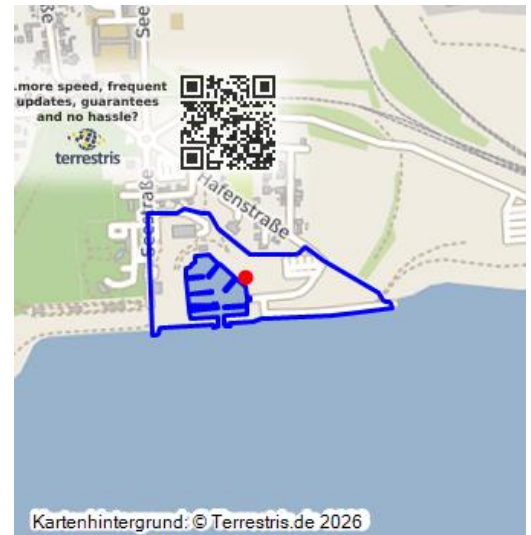 See
.more speed, frequent
updates, guarantees
and no hassle?
terrestris
Hafenstraße
Seestraße
Kartenhintergrund: © Terrestris.de 2026